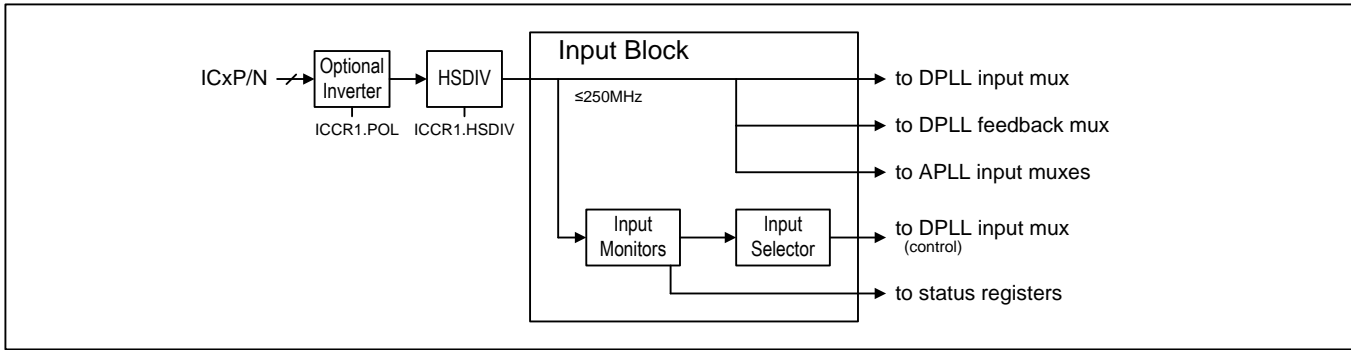 Input Block
ICxP/N
Optional
Inverter
HSDIV
ICCR1.POL
ICCR1.HSDIV
≤250MHz
to DPLL input mux
to DPLL feedback mux
to APLL input muxes
Input
Monitors
Input
Selector
to DPLL input mux
(control)
to status registers